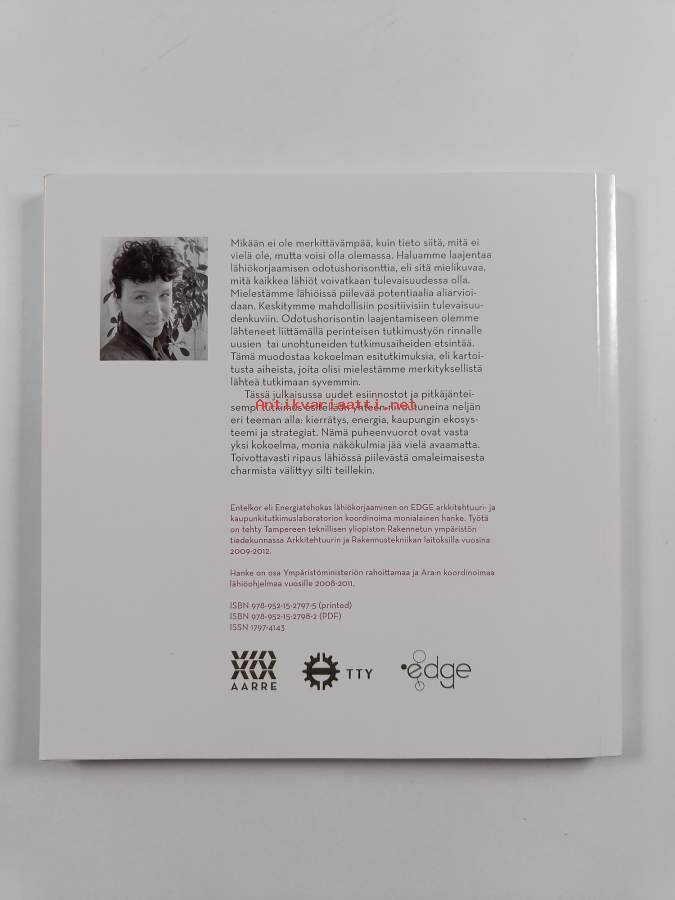 Mikään ei ole merkittävämpää, kuin tieto siitä, mitä ei
vielä ole, mutta voisi olla olemassa. Haluamme laajentaa
lähiökorjaamisen odotushorisonttia, eli sitä mielikuvaa,
mitä kaikkea lähiöt voivatkaan tulevaisuudessa olla.
Mielestämme lähiöissä piilevää potentiaalia aliarvioi-
daan. Keskitymme mahdollisiin positiivisiin tulevaisuu-
denkuviin. Odotushorisontin laajentamiseen olemme
lähteneet liittämällä perinteisen tutkimustyön rinnalle
uusien tai unohtuneiden tutkimusaiheiden etsintää.
Tämä muodostaa kokoelman esitutkimuksia, eli kartoi-
tusta aiheista, joita olisi mielestämme merkityksellistä
lähteä tutkimaan syvemmin.
Tässä julkaisussa uudet esiinnostot ja pitkäjäntei-
sempi tutkimus esitellään yhteen nivoutuneina neljän
Antikvariaatti.net
eri teeman alla: kierrätys, energia, kaupungin ekosys-
teemi ja strategiat. Nämä puheenvuorot ovat vasta
yksi kokoelma, monia näkökulmia jää vielä avaamatta.
Toivottavasti ripaus lähiössä piilevästä omaleimaisesta
charmista välittyy silti teillekin.
Entelkor eli Energiatehokas lähiökorjaaminen on EDGE arkkitehtuuri- ja
kaupunkitutkimuslaboratorion koordinoima monialainen hanke. Työtä
on tehty Tampereen teknillisen yliopiston Rakennetun ympäristön
tiedekunnassa Arkkitehtuurin ja Rakennustekniikan laitoksilla vuosina
2009-2012.
Hanke on osa Ympäristöministeriön rahoittamaa ja Ara:n koordinoimaa
lähiöohjelmaa vuosille 2008-2011.
ISBN 978-952-15-2797-5 (printed)
ISBN 978-952-15-2798-2 (PDF)
ISSN 1797-4143
AARRE
TTY
edge